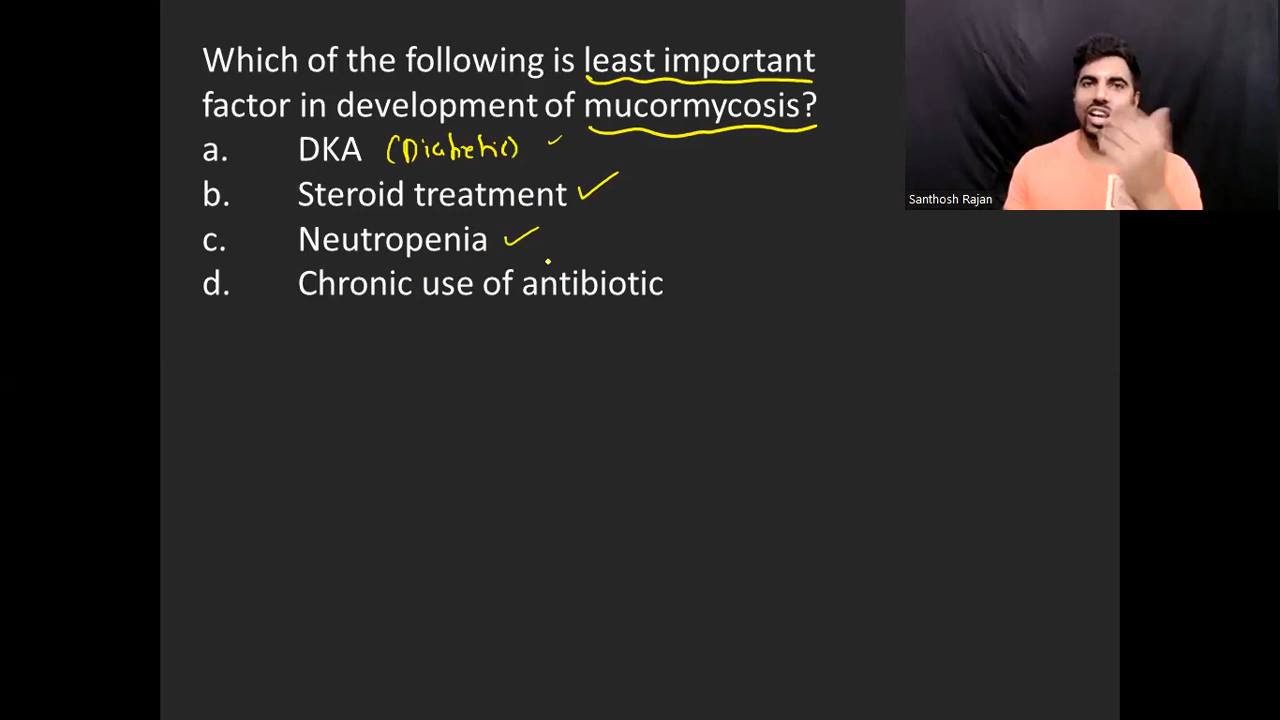 Which of the following is least important
factor in development of mucormycosis?
a. DKA (Diabetic)
b. Steroid treatment
c. Neutropenia
d. Chronic use of antibiotic
Santhosh Rajan